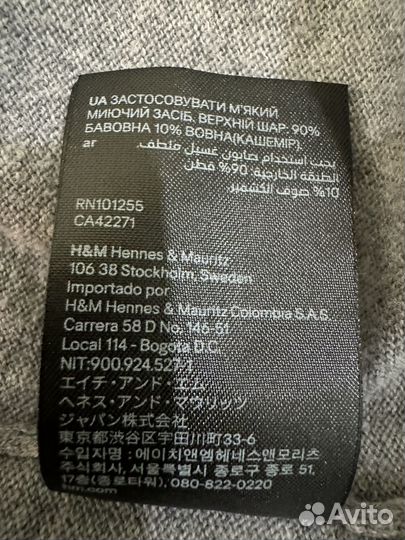 UA ЗАСТОСОВУВАТИ М'ЯКИЙ
МИЮЧИЙ ЗАСІБ, ВЕРХНІЙ ШАР: 90%
БАВОВНА 10% ВОВНА(КАШЕМІР).
ar
يجب استخدام صابون غسيل ملطف.
الطبقة الخارجية: 90% قطن
10% صوف الكشمير.
RN101255
CA42271
H&M Hennes & Mauritz
106 38 Stockholm, Sweden
Importado por
H&M Hennes & Mauritz Colombia S.A.S.
Carrera 58 D No. 146-51
Local 114 - Bogota D.C.
NIT:900.924.527-1
エイチ・アンド・エム
ヘネス・アンド・マウリッツ
ジャパン株式会社
東京都渋谷区宇田川町33-6
수입자명 : 에이치앤엠헤네스앤모리츠
주식회사, 서울특별시 종로구 종로 51,
17층(종로타워), 080-822-0220
Avito